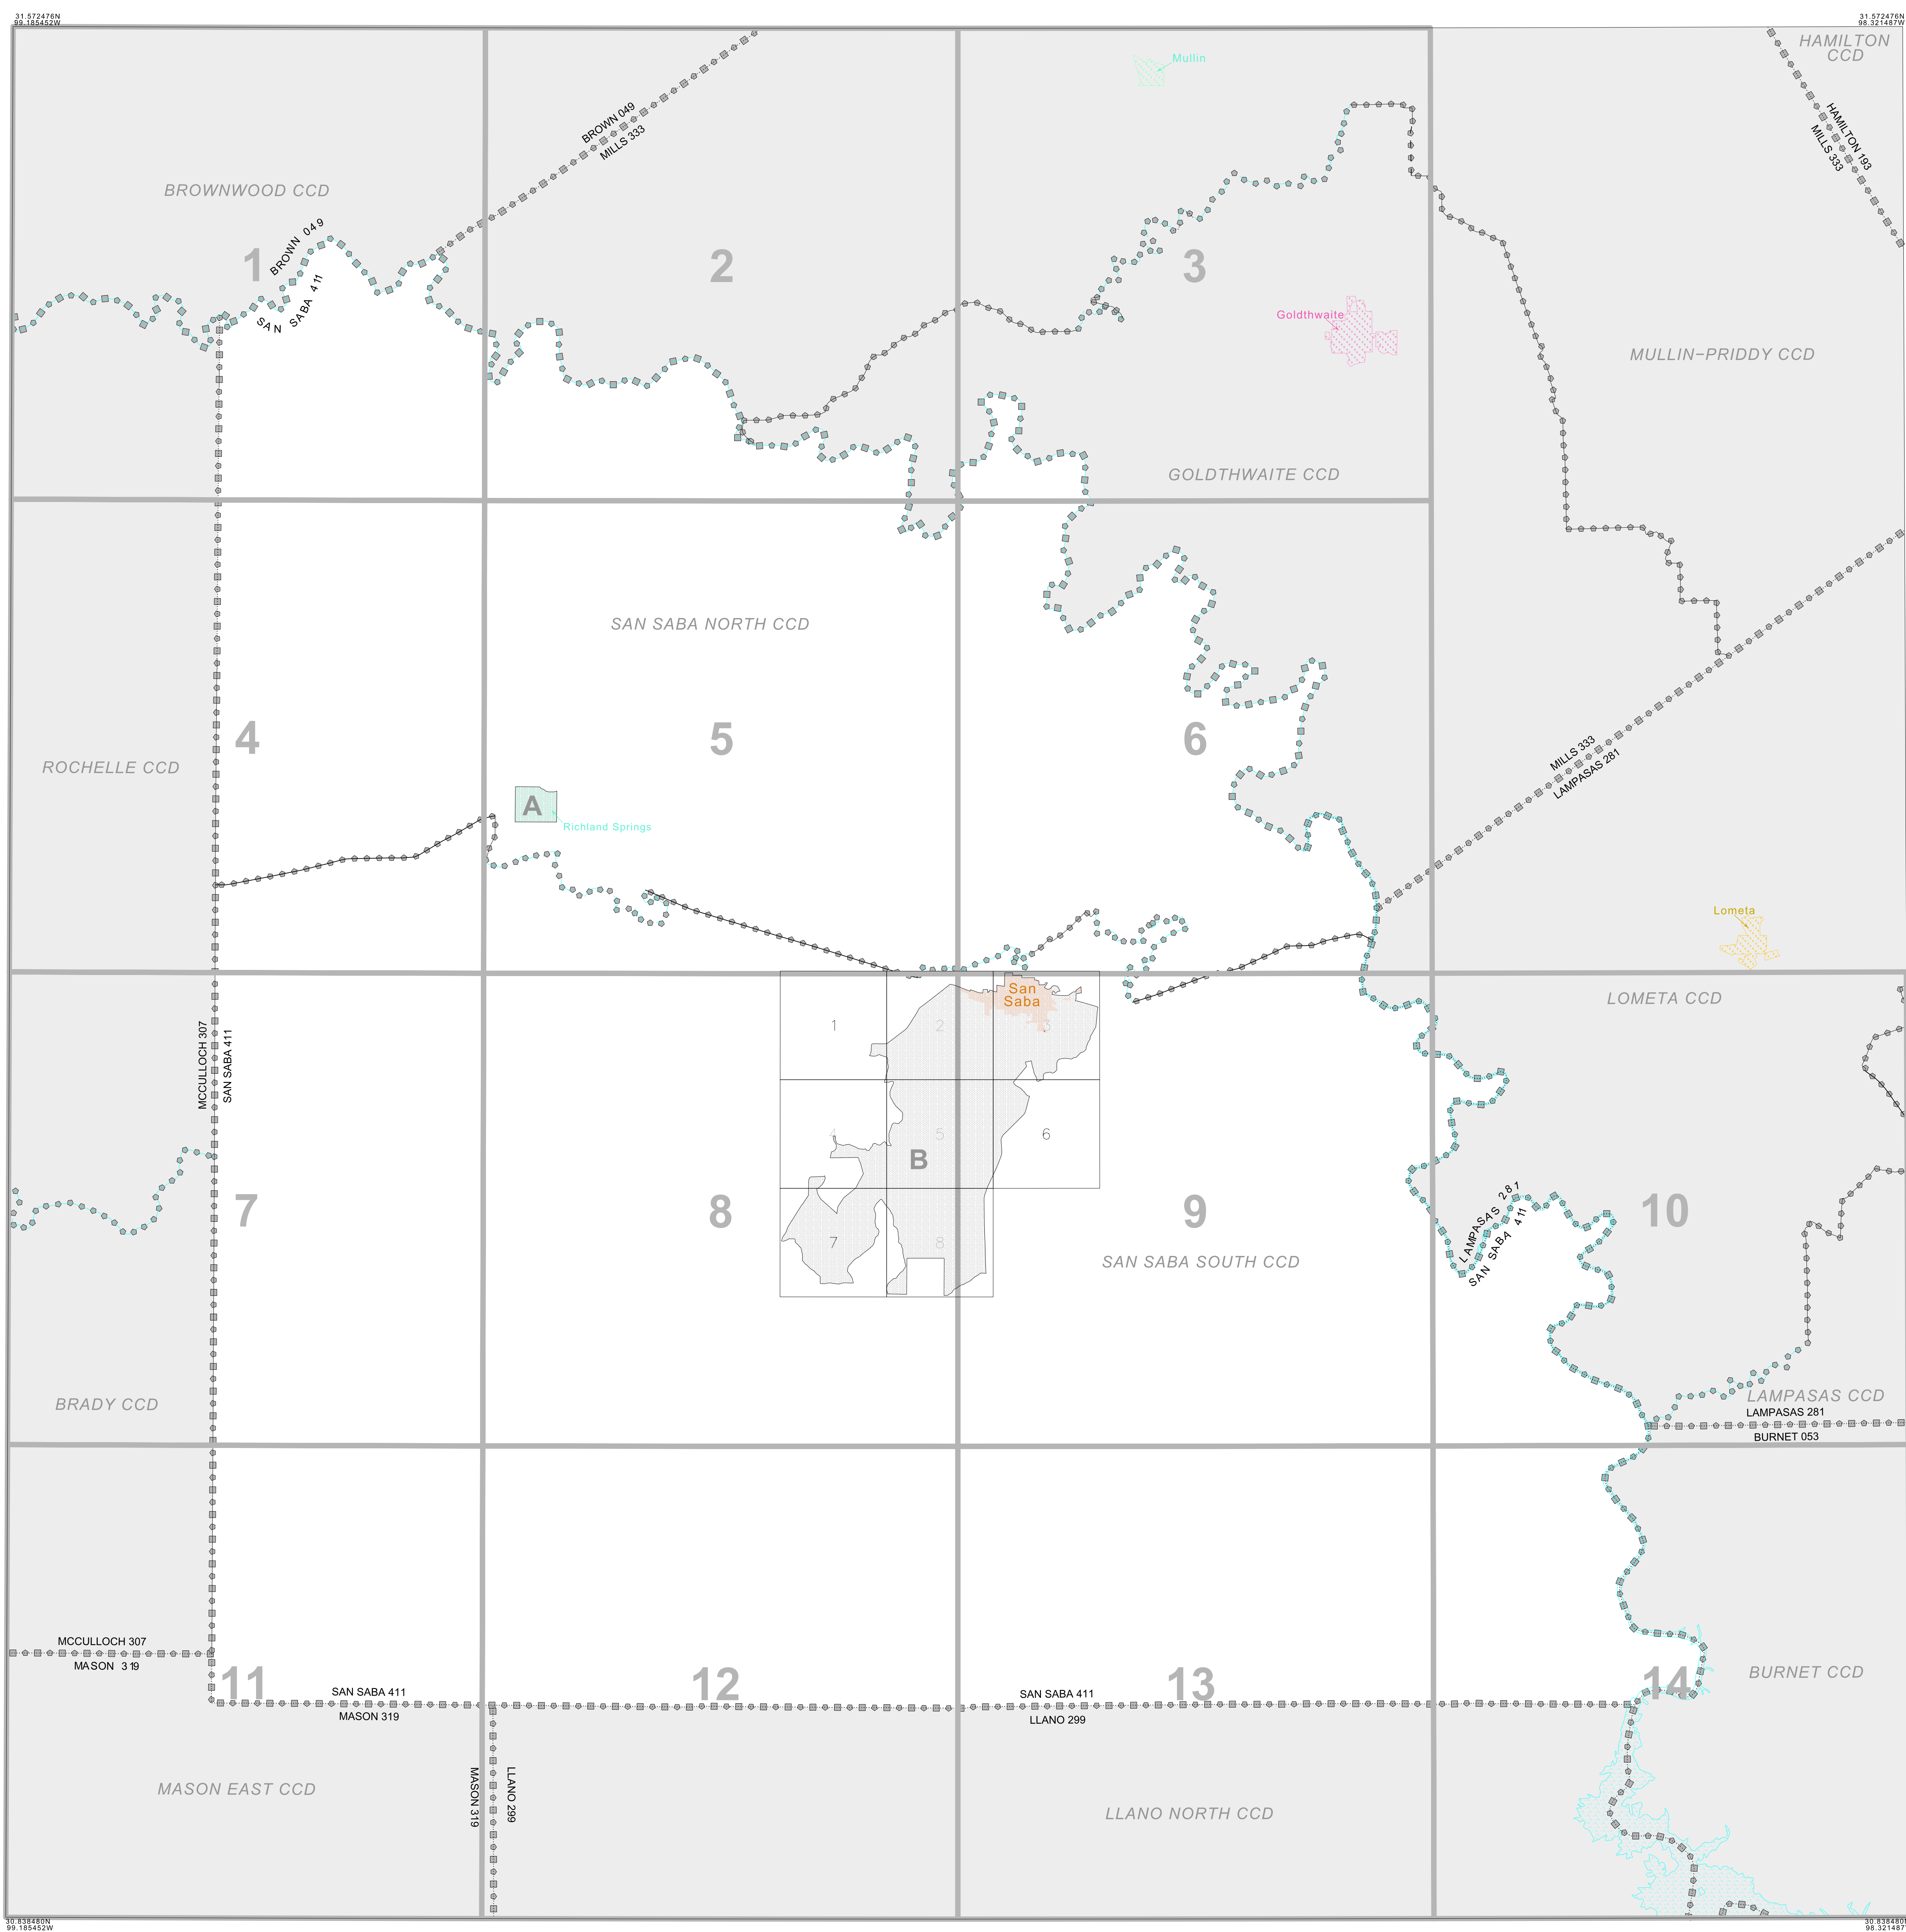 31.572476N
99.185452W
31.572476N
98.321487W
HAMILTON
CCD
Mullin
BROWN 049
MILLS 333
HAMILTON 193
MILLS 333
BROWNWOOD CCD
BROWN 049
SAN SABA 411
1
2
3
Goldthwaite
MULLIN-PRIDDY CCD
GOLDTHWAITE CCD
SAN SABA NORTH CCD
4
5
6
ROCHELLE CCD
MILLS 333
LAMPASAS 281
A
Richland Springs
Lometa
San
Saba
LOMETA CCD
1
2
3
MCCULLOCH 307
SAN SABA 411
4
5
6
B
7
8
9
10
LAMPASAS 281
SAN SABA 411
7
8
SAN SABA SOUTH CCD
BRADY CCD
LAMPASAS CCD
LAMPASAS 281
BURNET 053
MCCULLOCH 307
MASON 319
11
12
13
14
BURNET CCD
SAN SABA 411
MASON 319
SAN SABA 411
LLANO 299
MASON 319
LLANO 299
MASON EAST CCD
LLANO NORTH CCD
30.838480N
99.185452W
30.838480N
98.321487W